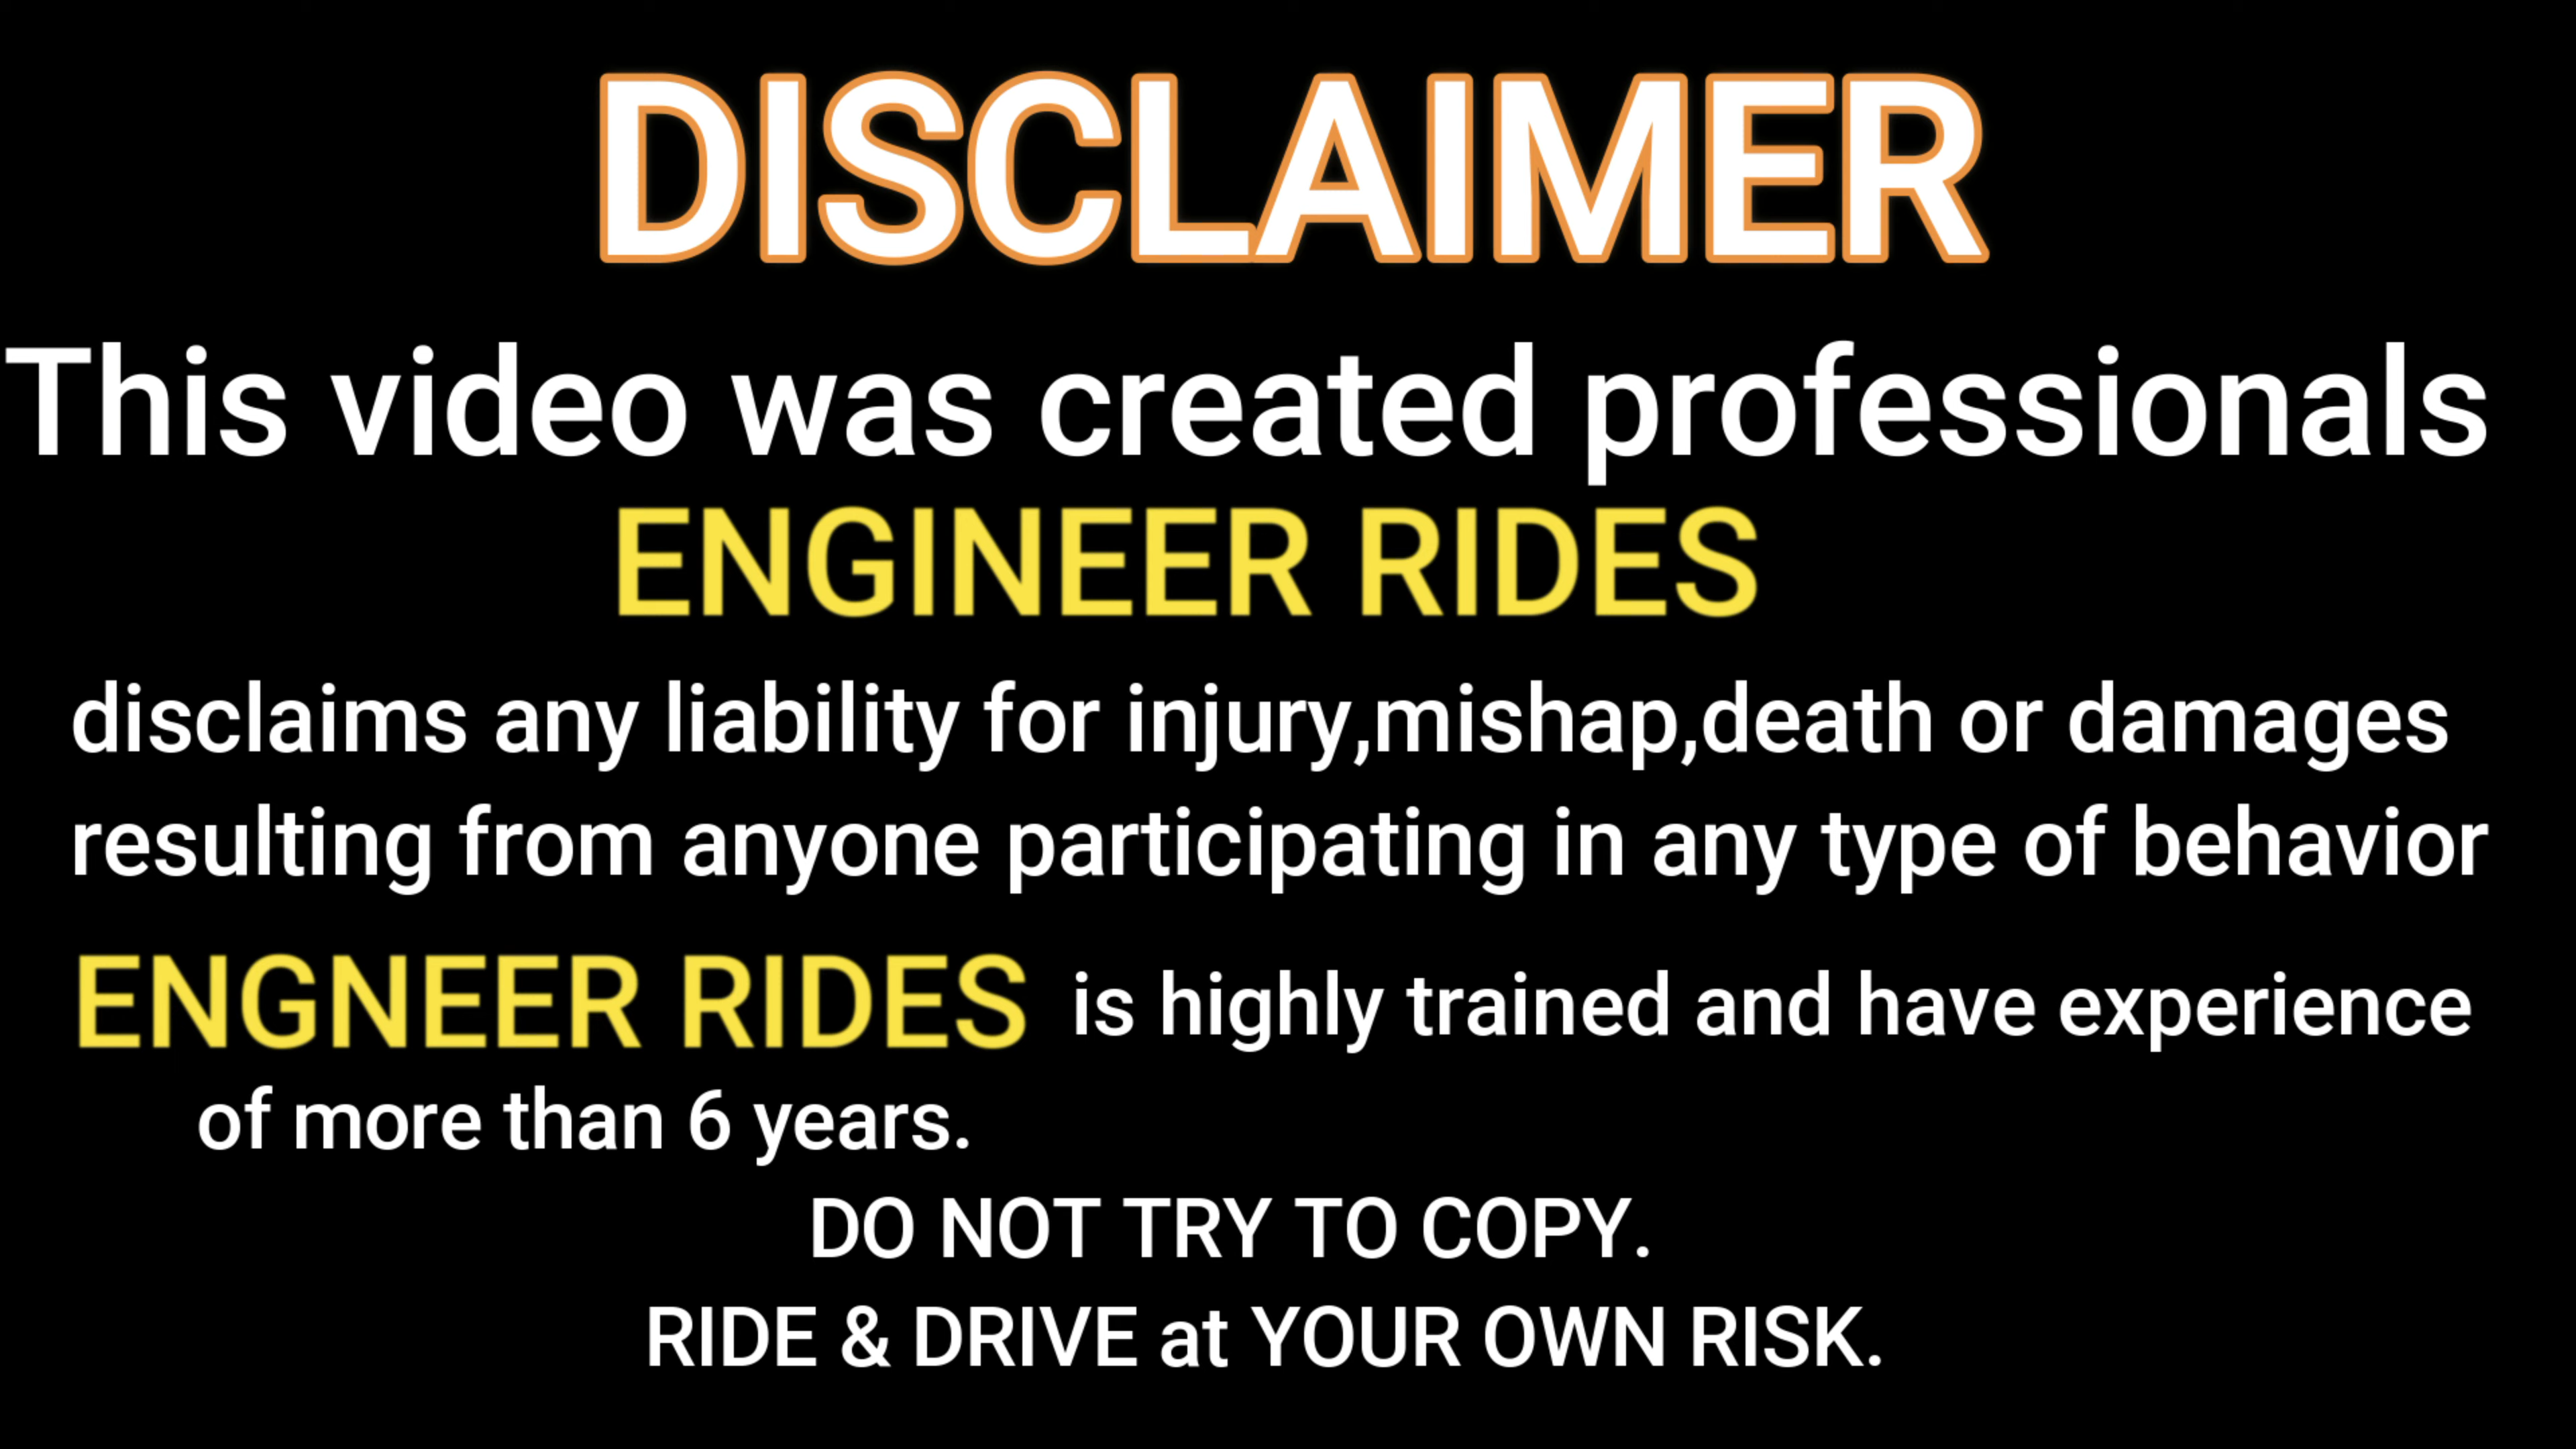 DISCLAIMER
This video was created professionals
ENGINEER RIDES
disclaims any liability for injury,mishap,death or damages
resulting from anyone participating in any type of behavior
ENGNEER RIDES is highly trained and have experience
of more than 6 years.
DO NOT TRY TO COPY.
RIDE & DRIVE at YOUR OWN RISK.